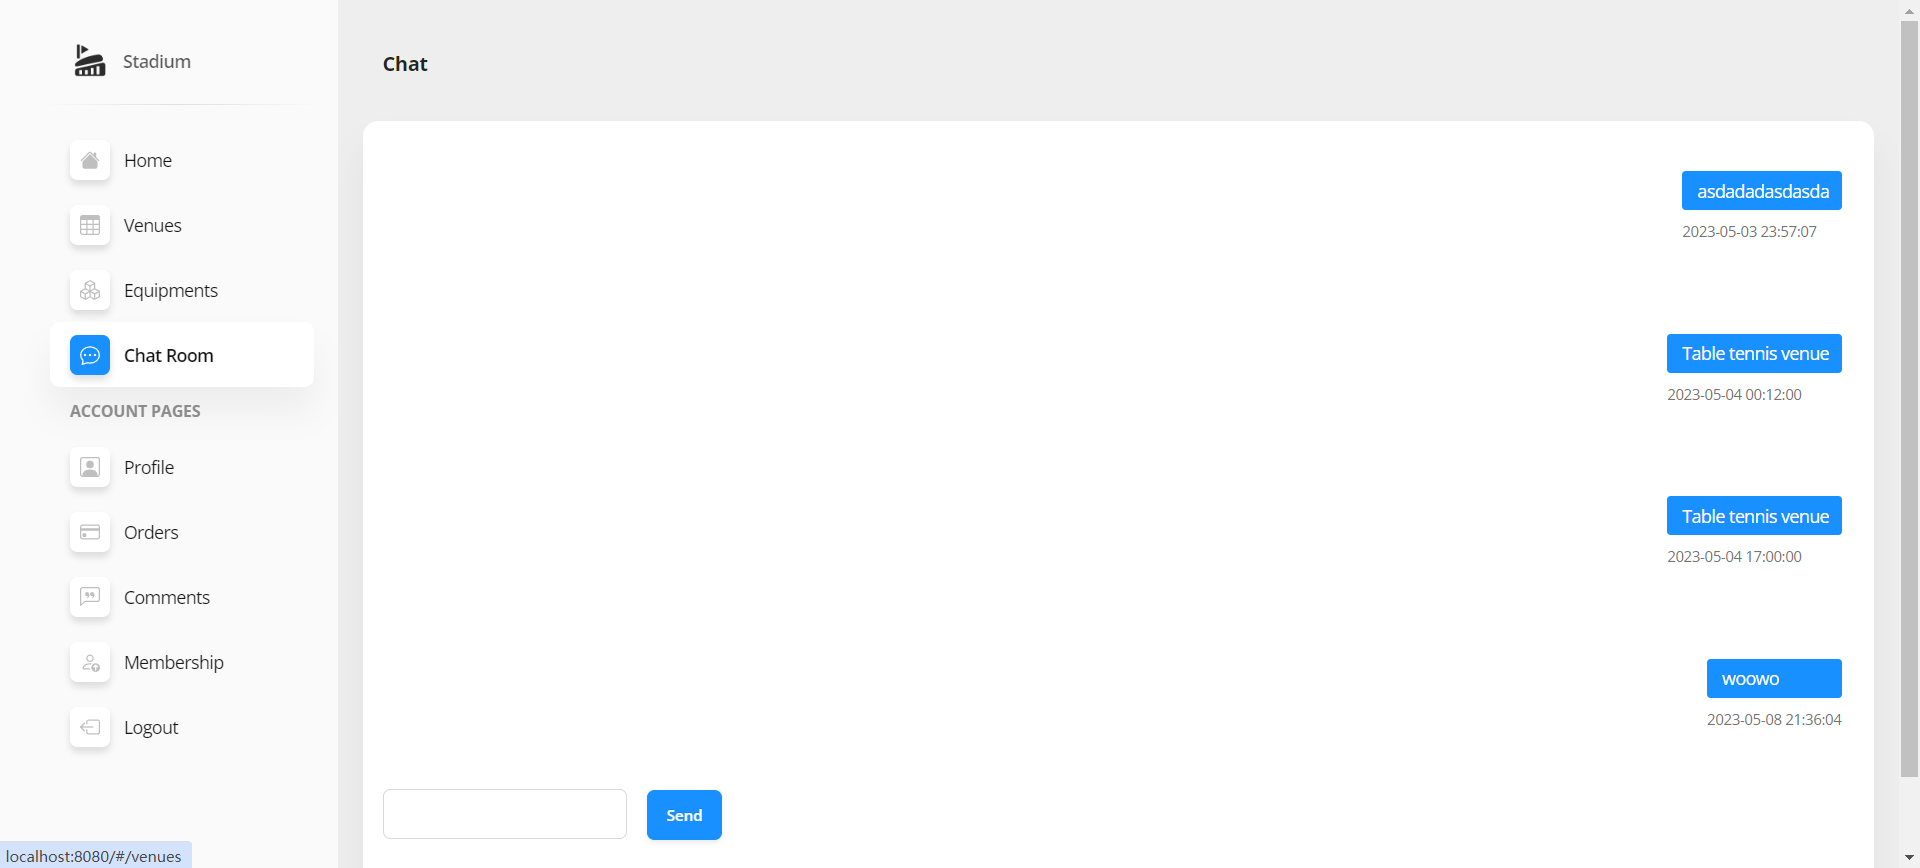 Stadium
Home
Venues
Equipments
Chat Room
ACCOUNT PAGES
Profile
Orders
Comments
Membership
Logout
localhost:8080/#/venues
Chat
asdadadasdasda
2023-05-03 23:57:07
Table tennis venue
2023-05-04 00:12:00
Table tennis venue
2023-05-04 17:00:00
woowo
2023-05-08 21:36:04
Send